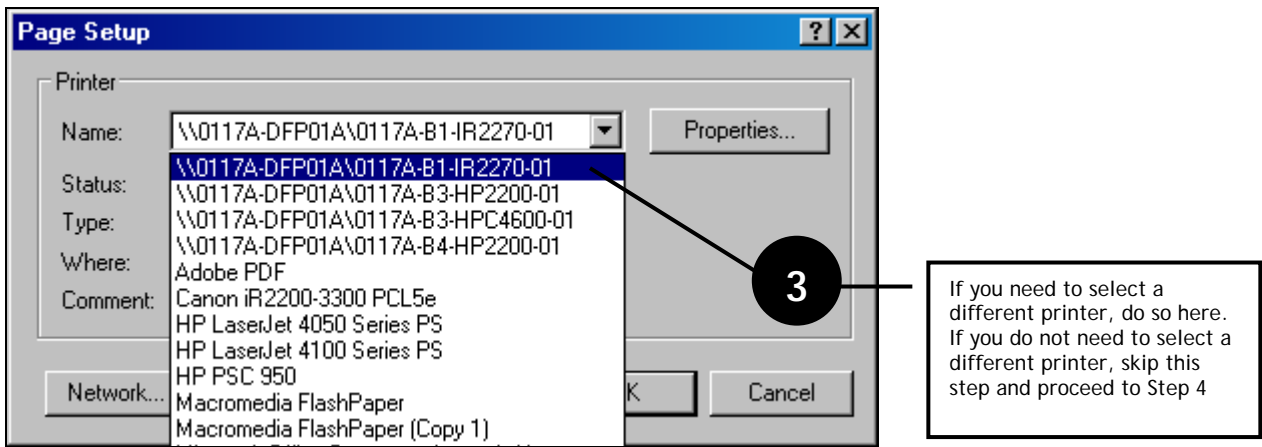 Page Setup
Printer
Name:
\\0117A-DFP01A\0117A-B1-IR2270-01
Properties...
\\0117A-DFP01A\0117A-B1-IR2270-01
Status:
\\0117A-DFP01A\0117A-B3-HP2200-01
Type:
\\0117A-DFP01A\0117A-B3-HPC4600-01
\\0117A-DFP01A\0117A-B4-HP2200-01
Where:
Adobe PDF
Comment:
Canon iR2200-3300 PCL5e
HP LaserJet 4050 Series PS
HP LaserJet 4100 Series PS
HP PSC 950
Network...
Macromedia FlashPaper
Macromedia FlashPaper (Copy 1)
K
Cancel
3
If you need to select a
different printer, do so here.
If you do not need to select a
different printer, skip this
step and proceed to Step 4